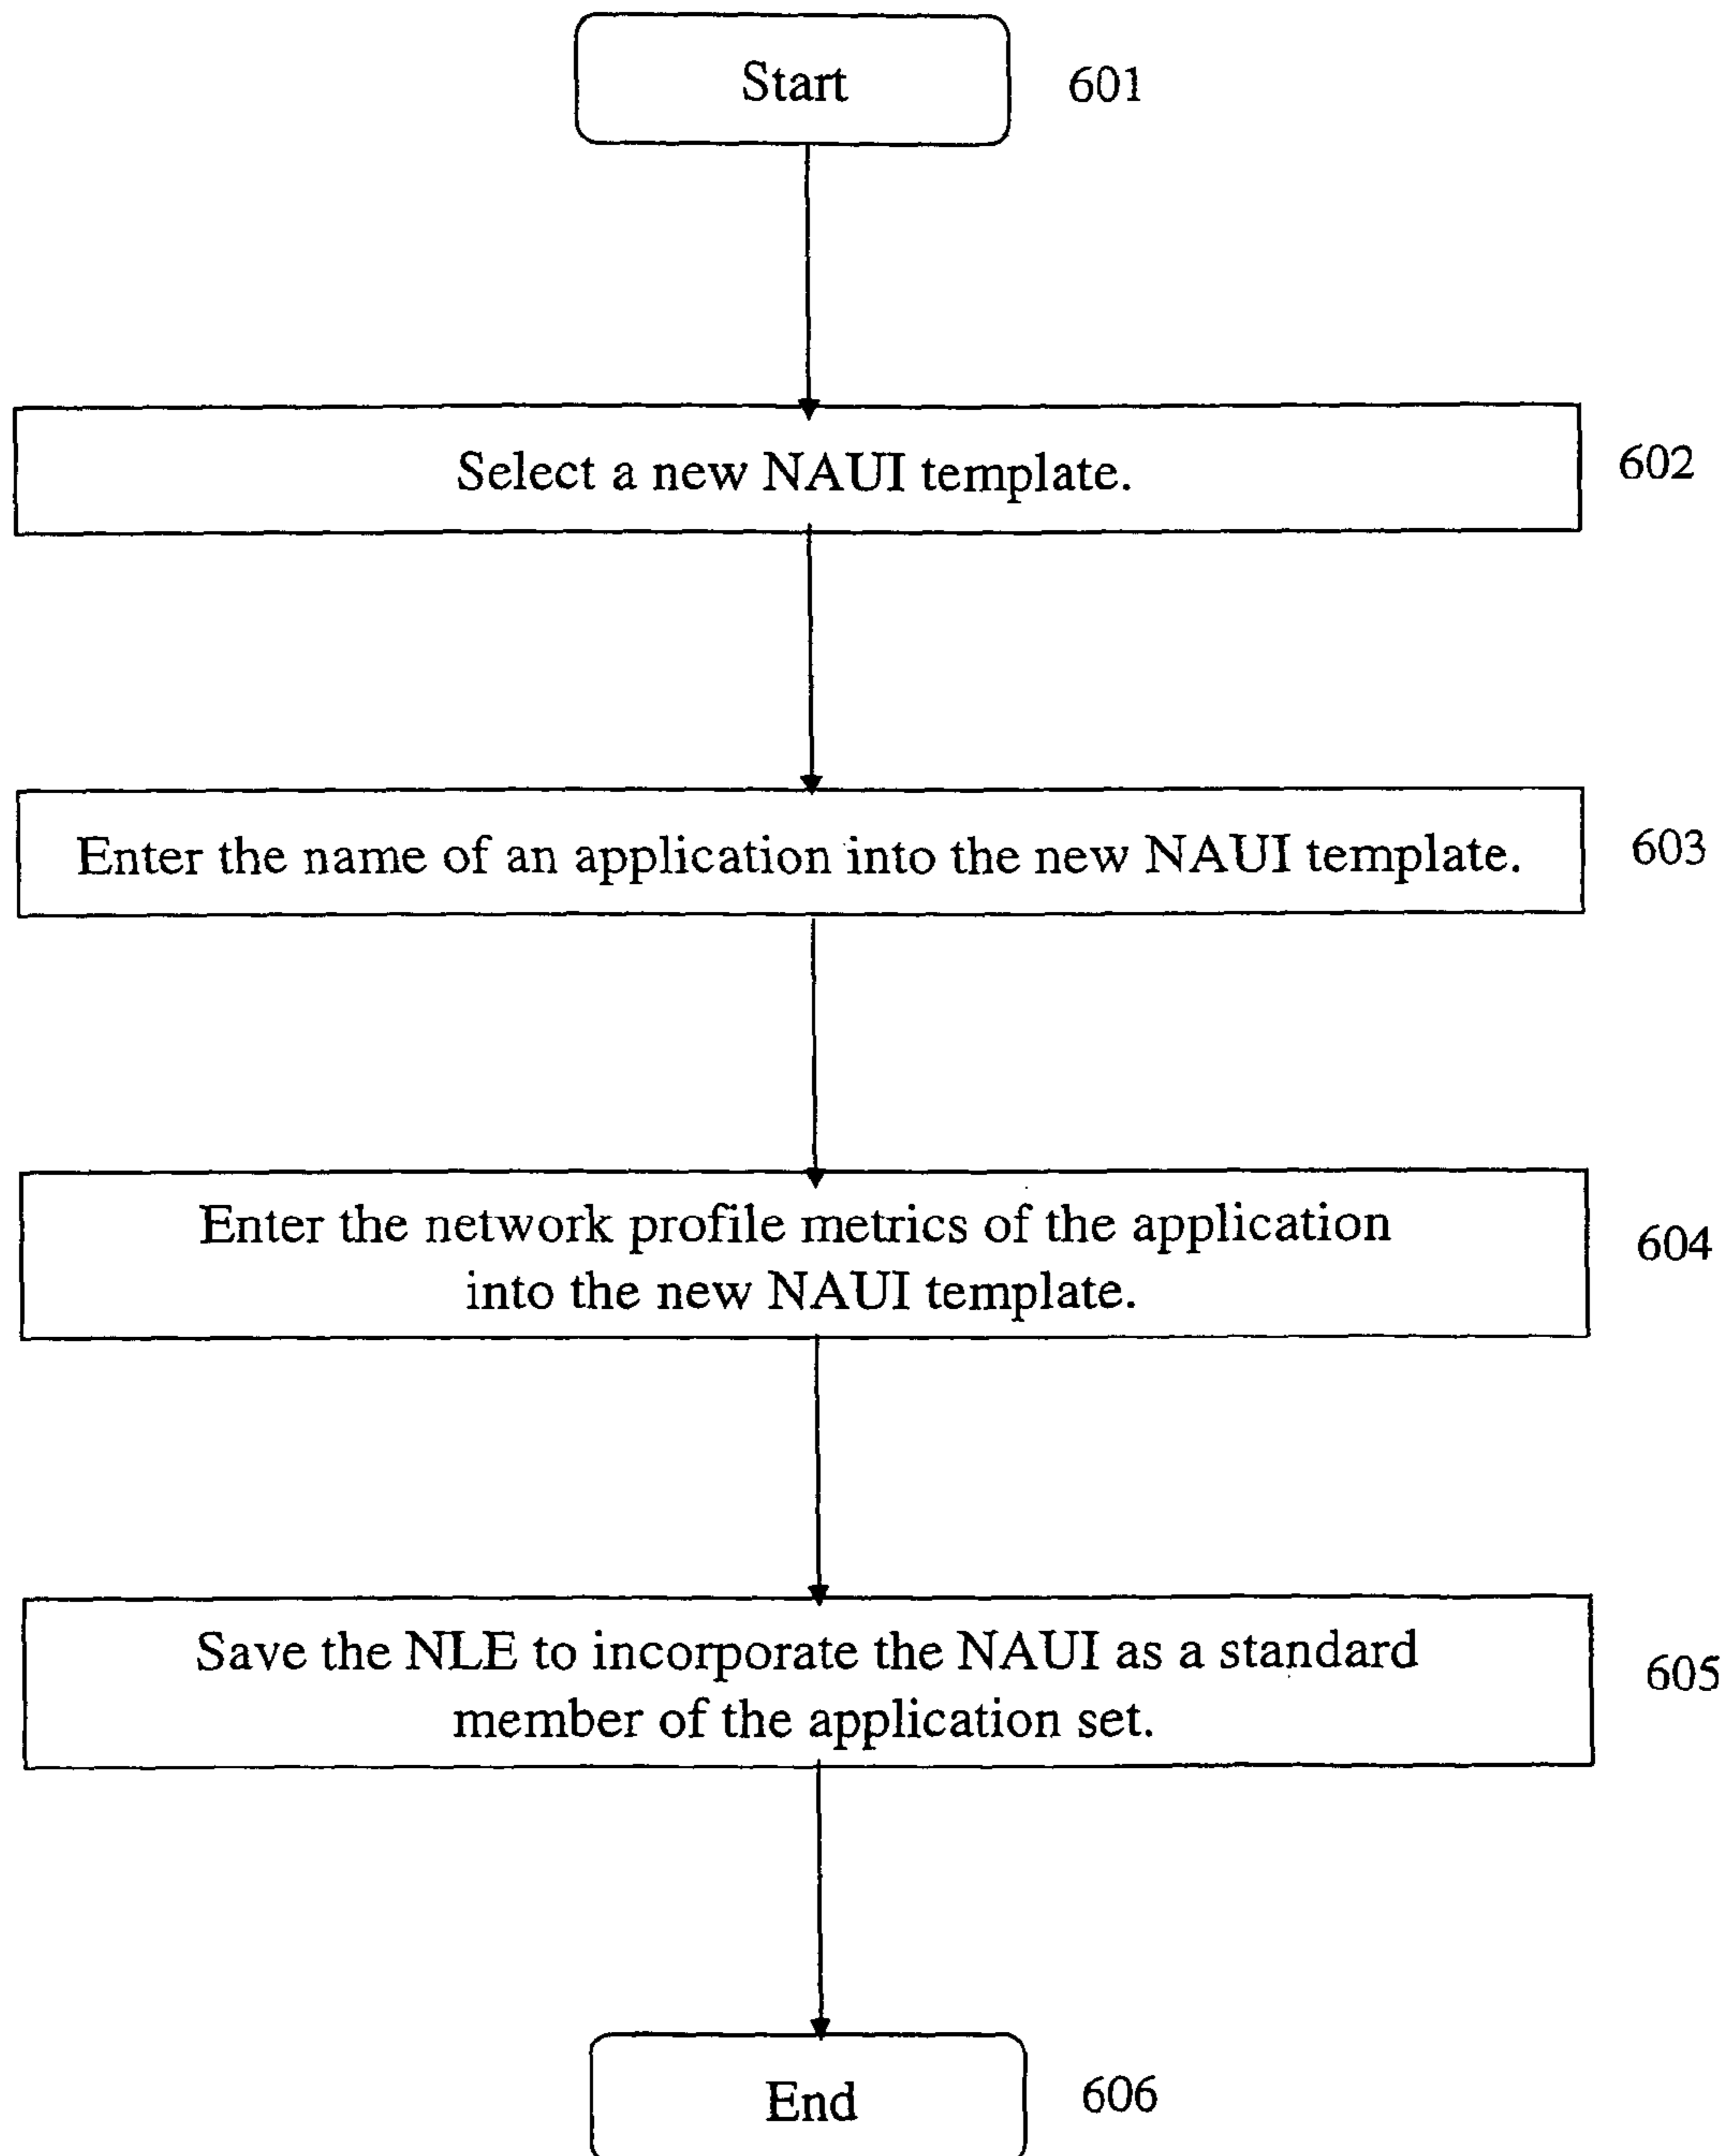 Start 601
Select a new NAUI template. 602
Enter the name of an application into the new NAUI template. 603
Enter the network profile metrics of the application
into the new NAUI template. 604
Save the NLE to incorporate the NAUI as a standard
member of the application set. 605
End 606